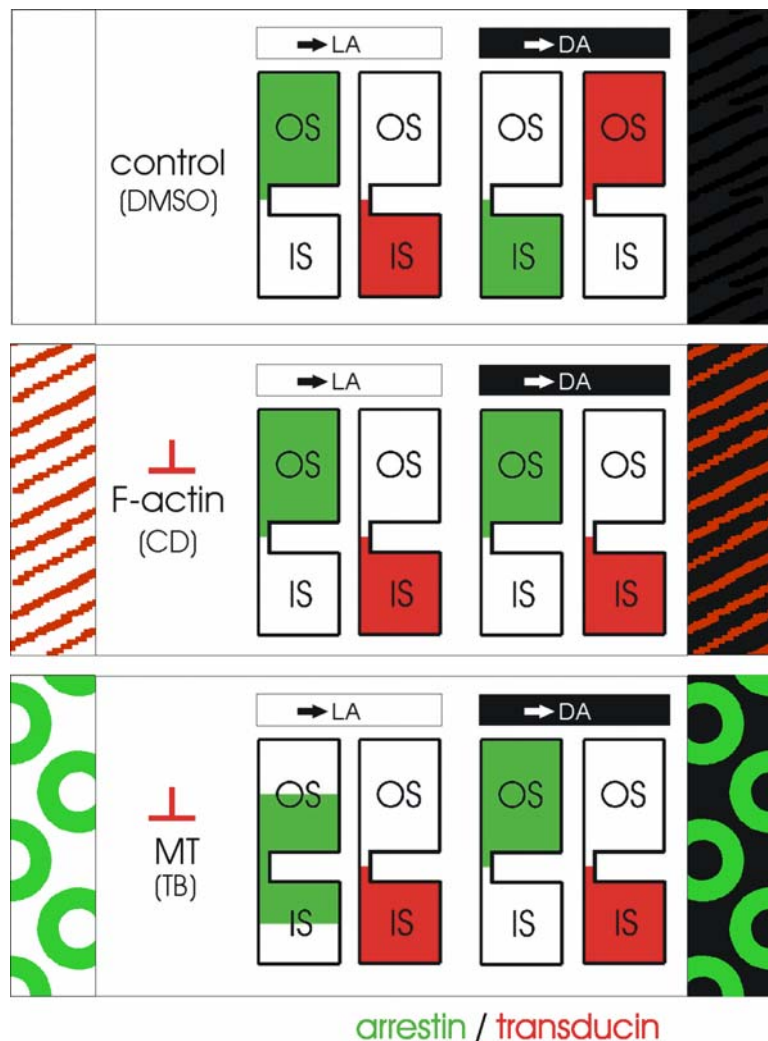 →LA →DA
control
(DMSO)
OS OS OS OS
IS IS IS IS
→LA →DA
F-actin
(CD)
OS OS OS OS
IS IS IS IS
→LA →DA
MT
(TB)
OS OS OS OS
IS IS IS IS
arrestin / transducin